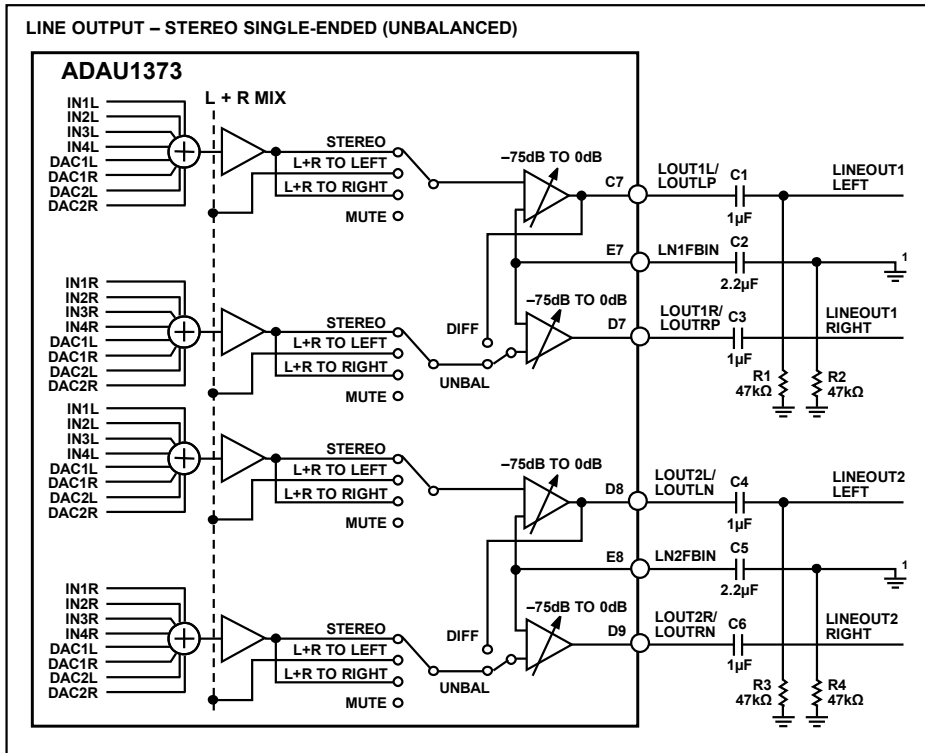 LINE OUTPUT – STEREO SINGLE-ENDED (UNBALANCED)
ADAU1373
L + R MIX
IN1L
IN2L
IN3L
IN4L
DAC1L
DAC1R
DAC2L
DAC2R
STEREO
L+R TO LEFT
L+R TO RIGHT
MUTE
–75dB TO 0dB
C7
LOUT1L/
LOUTLP
C1
1µF
LINEOUT1
LEFT
E7
LN1FBIN
C2
2.2µF
1
IN1R
IN2R
IN3R
IN4R
DAC1L
DAC1R
DAC2L
DAC2R
STEREO
L+R TO LEFT
L+R TO RIGHT
MUTE
DIFF
UNBAL
–75dB TO 0dB
D7
LOUT1R/
LOUTRP
C3
1µF
LINEOUT1
RIGHT
R1
47kΩ
R2
47kΩ
IN1L
IN2L
IN3L
IN4L
DAC1L
DAC1R
DAC2L
DAC2R
STEREO
L+R TO LEFT
L+R TO RIGHT
MUTE
–75dB TO 0dB
D8
LOUT2L/
LOUTLN
C4
1µF
LINEOUT2
LEFT
E8
LN2FBIN
C5
2.2µF
1
IN1R
IN2R
IN3R
IN4R
DAC1L
DAC1R
DAC2L
DAC2R
STEREO
L+R TO LEFT
L+R TO RIGHT
MUTE
DIFF
UNBAL
–75dB TO 0dB
D9
LOUT2R/
LOUTRN
C6
1µF
LINEOUT2
RIGHT
R3
47kΩ
R4
47kΩ